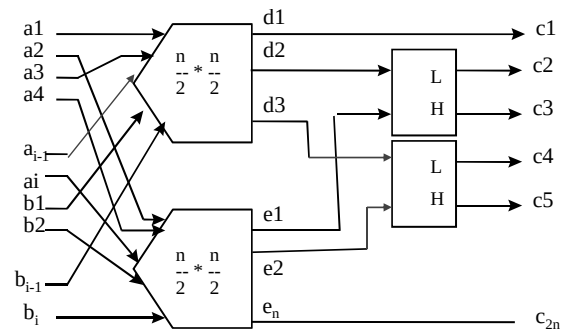 a1
a2
a3
a4
a_{i-1}
ai
b1
b2
b_{i-1}
b_i
n n
-- * --
2 2
n n
-- * --
2 2
d1
d2
d3
e1
e2
e_n
L
H
L
H
c1
c2
c3
c4
c5
c_{2n}